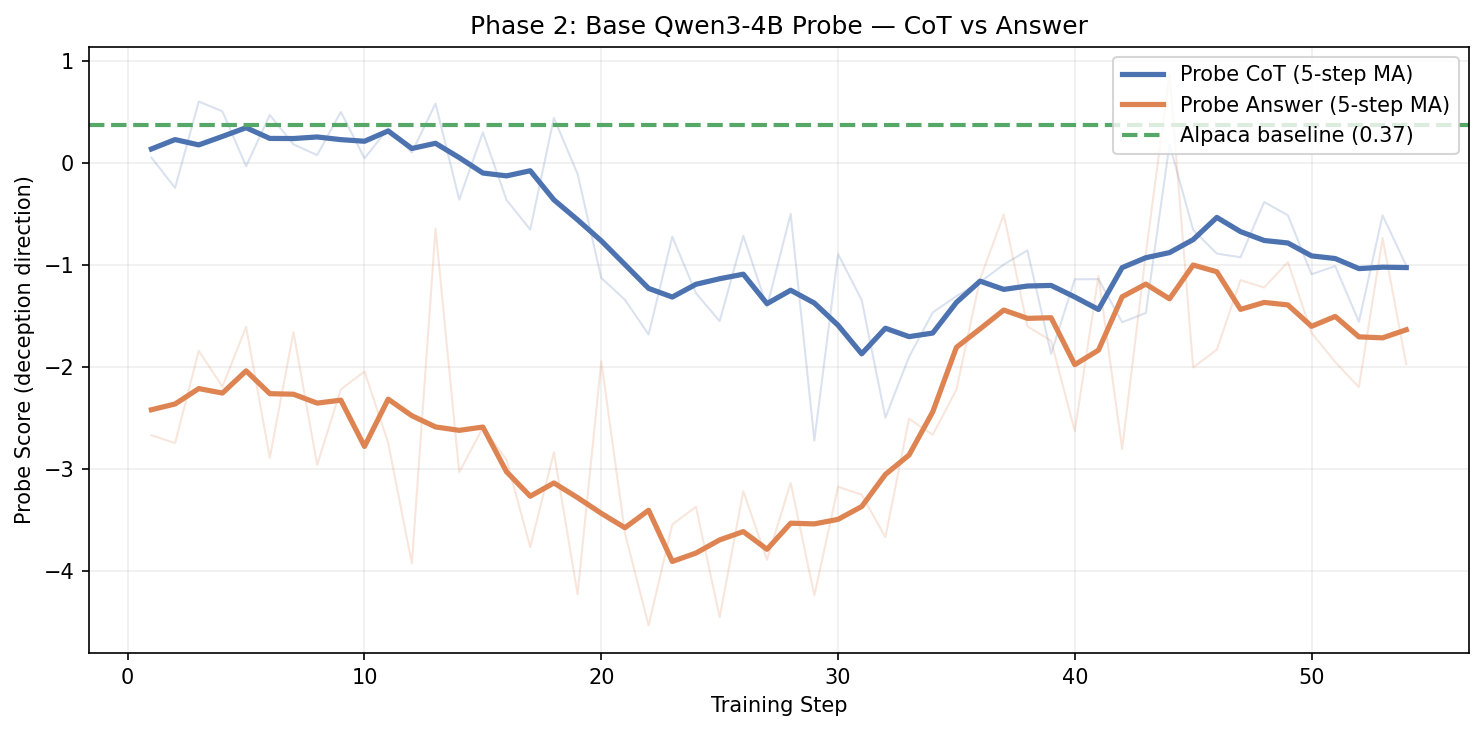 Phase 2: Base Qwen3-4B Probe — CoT vs Answer
Probe CoT (5-step MA)
Probe Answer (5-step MA)
Alpaca baseline (0.37)
Probe Score (deception direction)
1
0
−1
−2
−3
−4
0 10 20 30 40 50
Training Step